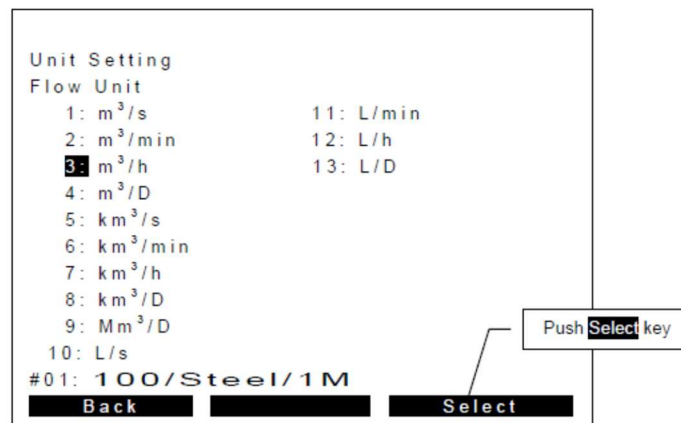 Unit Setting
Flow Unit
1: m³/s
2: m³/min
3: m³/h
4: m³/D
5: km³/s
6: km³/min
7: km³/h
8: km³/D
9: Mm³/D
10: L/s
11: L/min
12: L/h
13: L/D
#01: 100/Steel/1M
Back Select
Push Select key